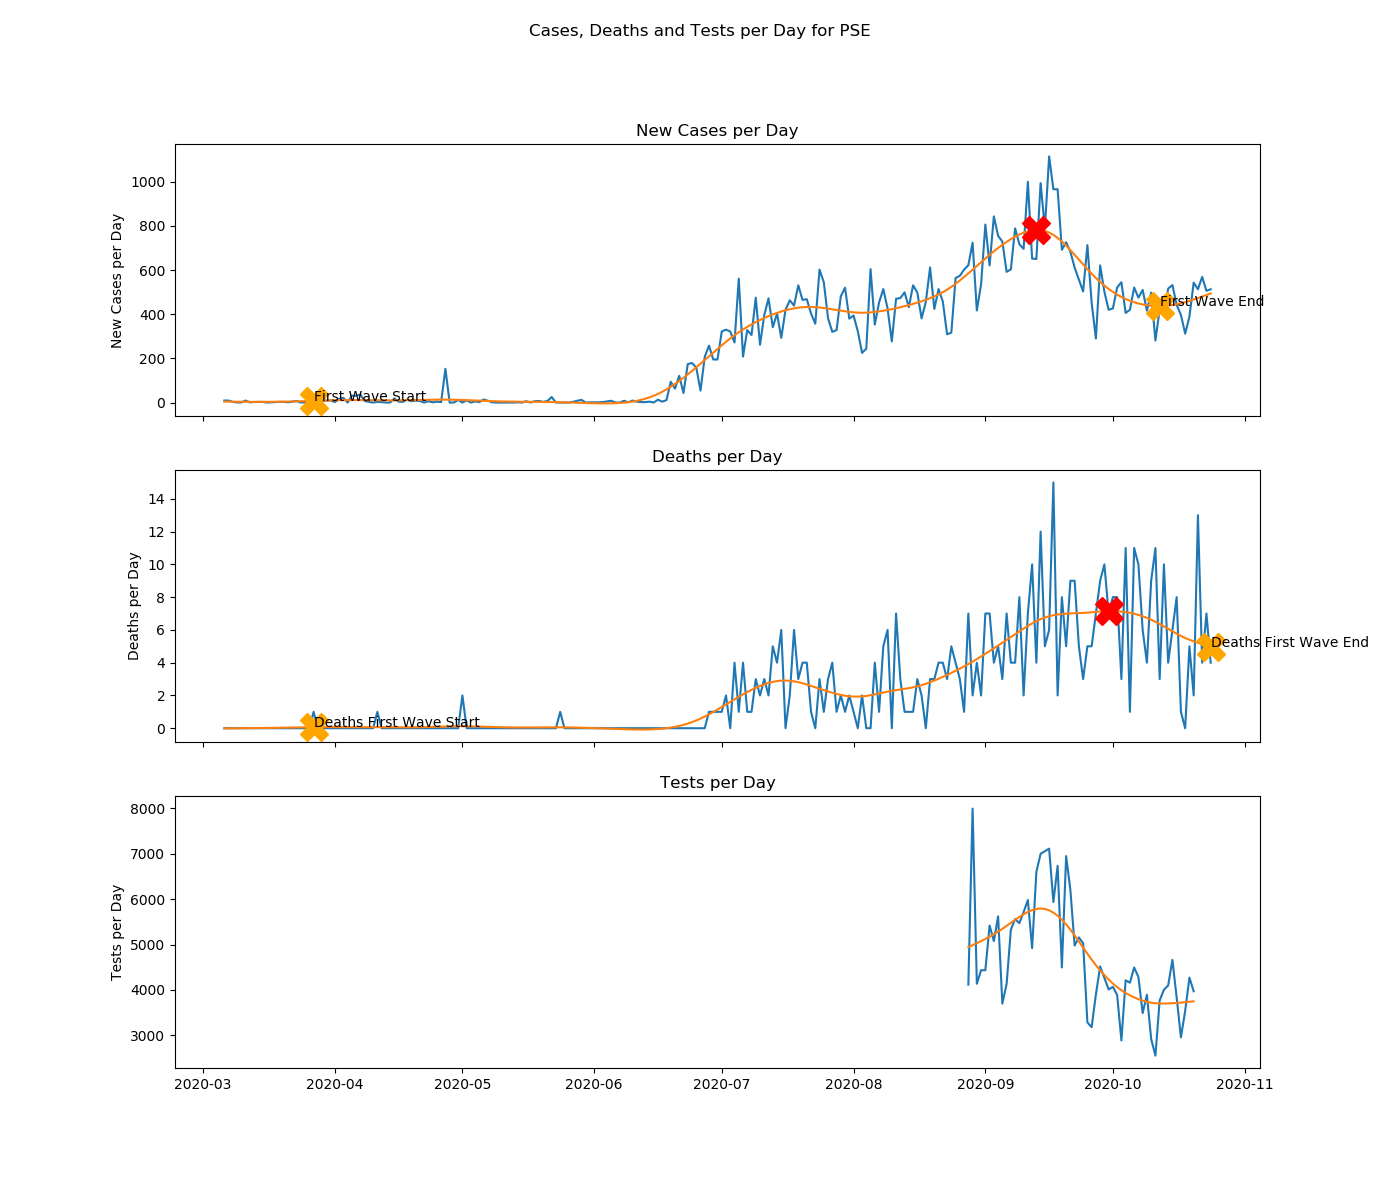 Cases, Deaths and Tests per Day for PSE
New Cases per Day
New Cases per Day
1000
800
600
400
200
0
First Wave Start
First Wave End
Deaths per Day
Deaths per Day
14
12
10
8
6
4
2
0
Deaths First Wave Start
Deaths First Wave End
Tests per Day
Tests per Day
8000
7000
6000
5000
4000
3000
2020-03 2020-04 2020-05 2020-06 2020-07 2020-08 2020-09 2020-10 2020-11